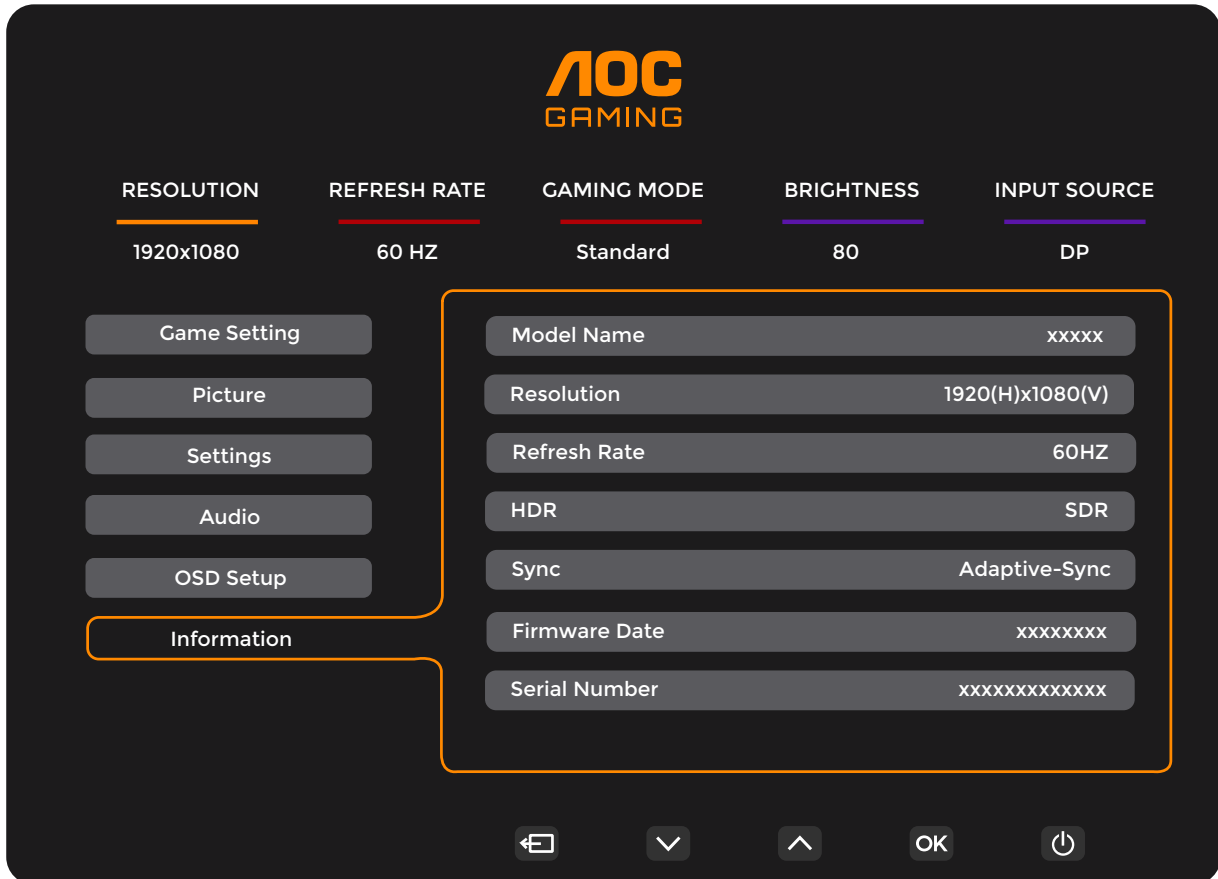 AOC
GAMING
RESOLUTION REFRESH RATE GAMING MODE BRIGHTNESS INPUT SOURCE
1920x1080 60 HZ Standard 80 DP
Game Setting
Picture
Settings
Audio
OSD Setup
Information
Model Name xxxxx
Resolution 1920(H)x1080(V)
Refresh Rate 60HZ
HDR SDR
Sync Adaptive-Sync
Firmware Date xxxxxxxx
Serial Number xxxxxxxxxxxxx
OK